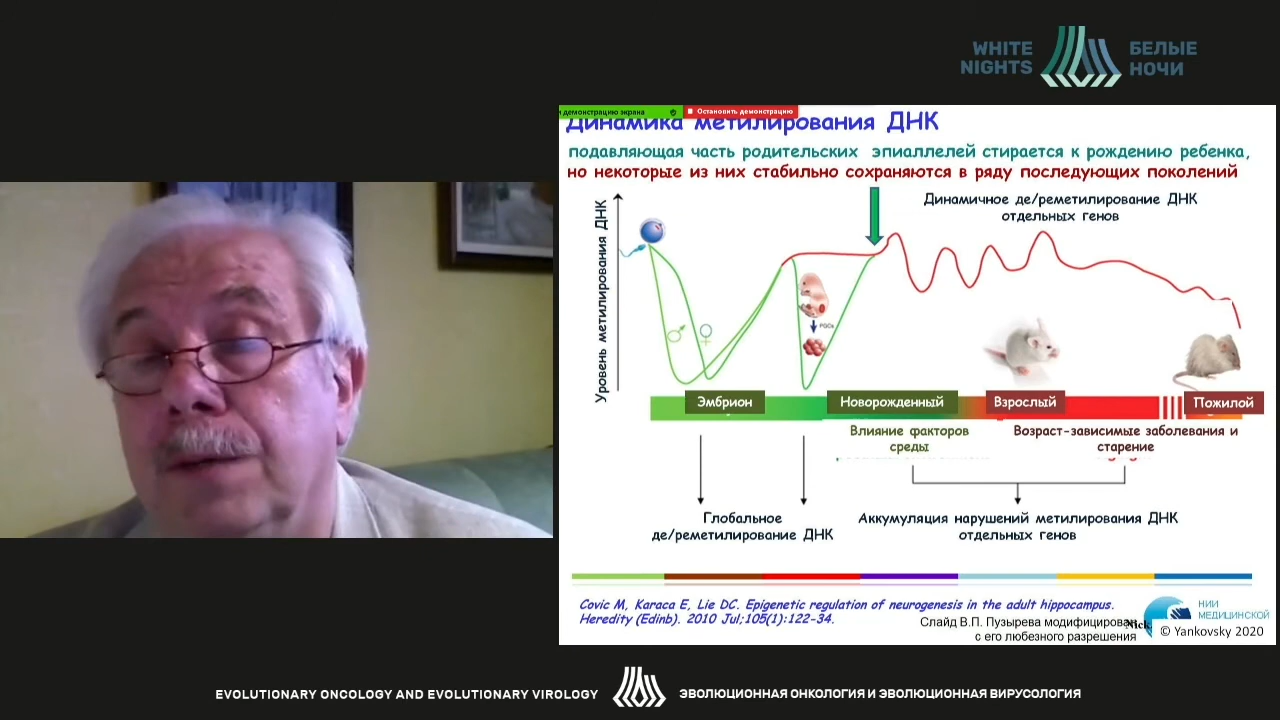 WHITE NIGHTS
БЕЛЫЕ НОЧИ
демонстрацию экрана
Остановить демонстрацию
Динамика метилирования ДНК
подавляющая часть родительских эпиаллелей стирается к рождению ребенка,
но некоторые из них стабильно сохраняются в ряду последующих поколений
Уровень метилирования ДНК
Динамичное де/реметилирование ДНК
отдельных генов
♂
♀
PGCs
Эмбрион
Новорожденный
Взрослый
Пожилой
Влияние факторов
среды
Возраст-зависимые заболевания и
старение
Глобальное
де/реметилирование ДНК
Аккумуляция нарушений метилирования ДНК
отдельных генов
Covic M, Karaca E, Lie DC. Epigenetic regulation of neurogenesis in the adult hippocampus.
Heredity (Edinb). 2010 Jul;105(1):122-34.
Слайд В.П. Пузырева модифицирован
с его любезного разрешения
НИИ
МЕДИЦИНСКОЙ
© Yankovsky 2020
EVOLUTIONARY ONCOLOGY AND EVOLUTIONARY VIROLOGY
ЭВОЛЮЦИОННАЯ ОНКОЛОГИЯ И ЭВОЛЮЦИОННАЯ ВИРУСОЛОГИЯ